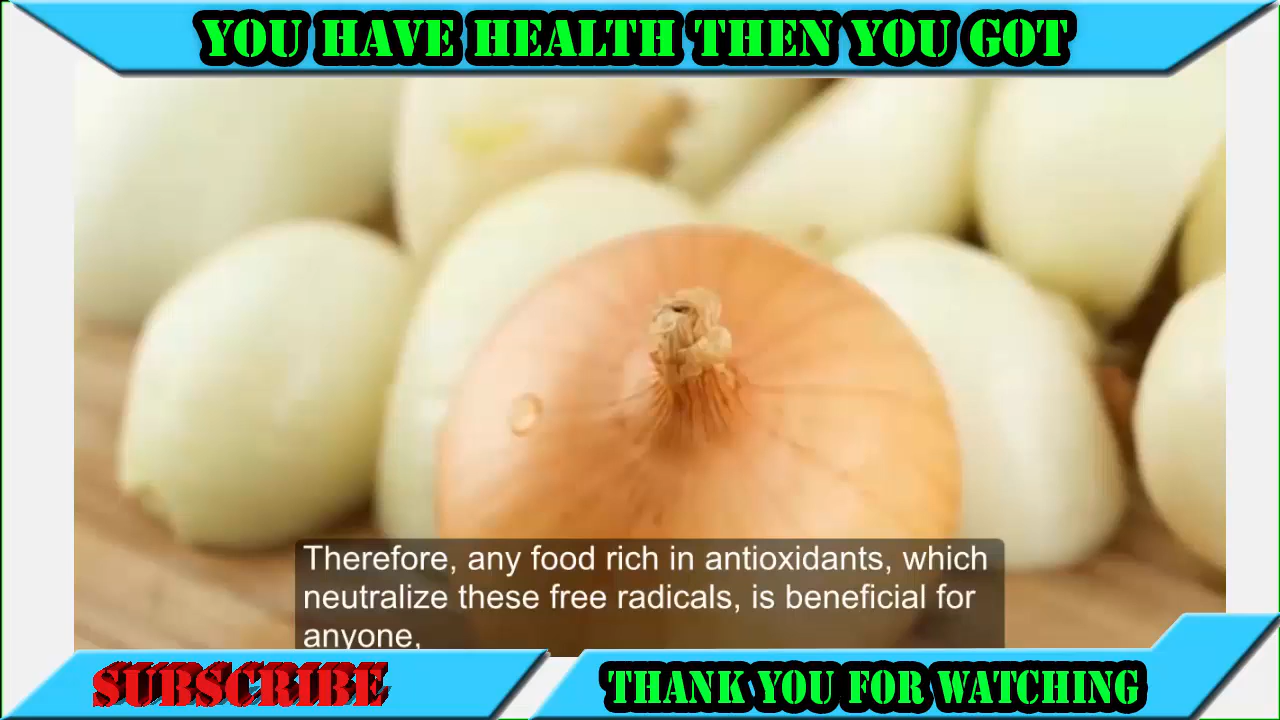 YOU HAVE HEALTH THEN YOU GOT
Therefore, any food rich in antioxidants, which
neutralize these free radicals, is beneficial for
anyone,
SUBSCRIBE
THANK YOU FOR WATCHING